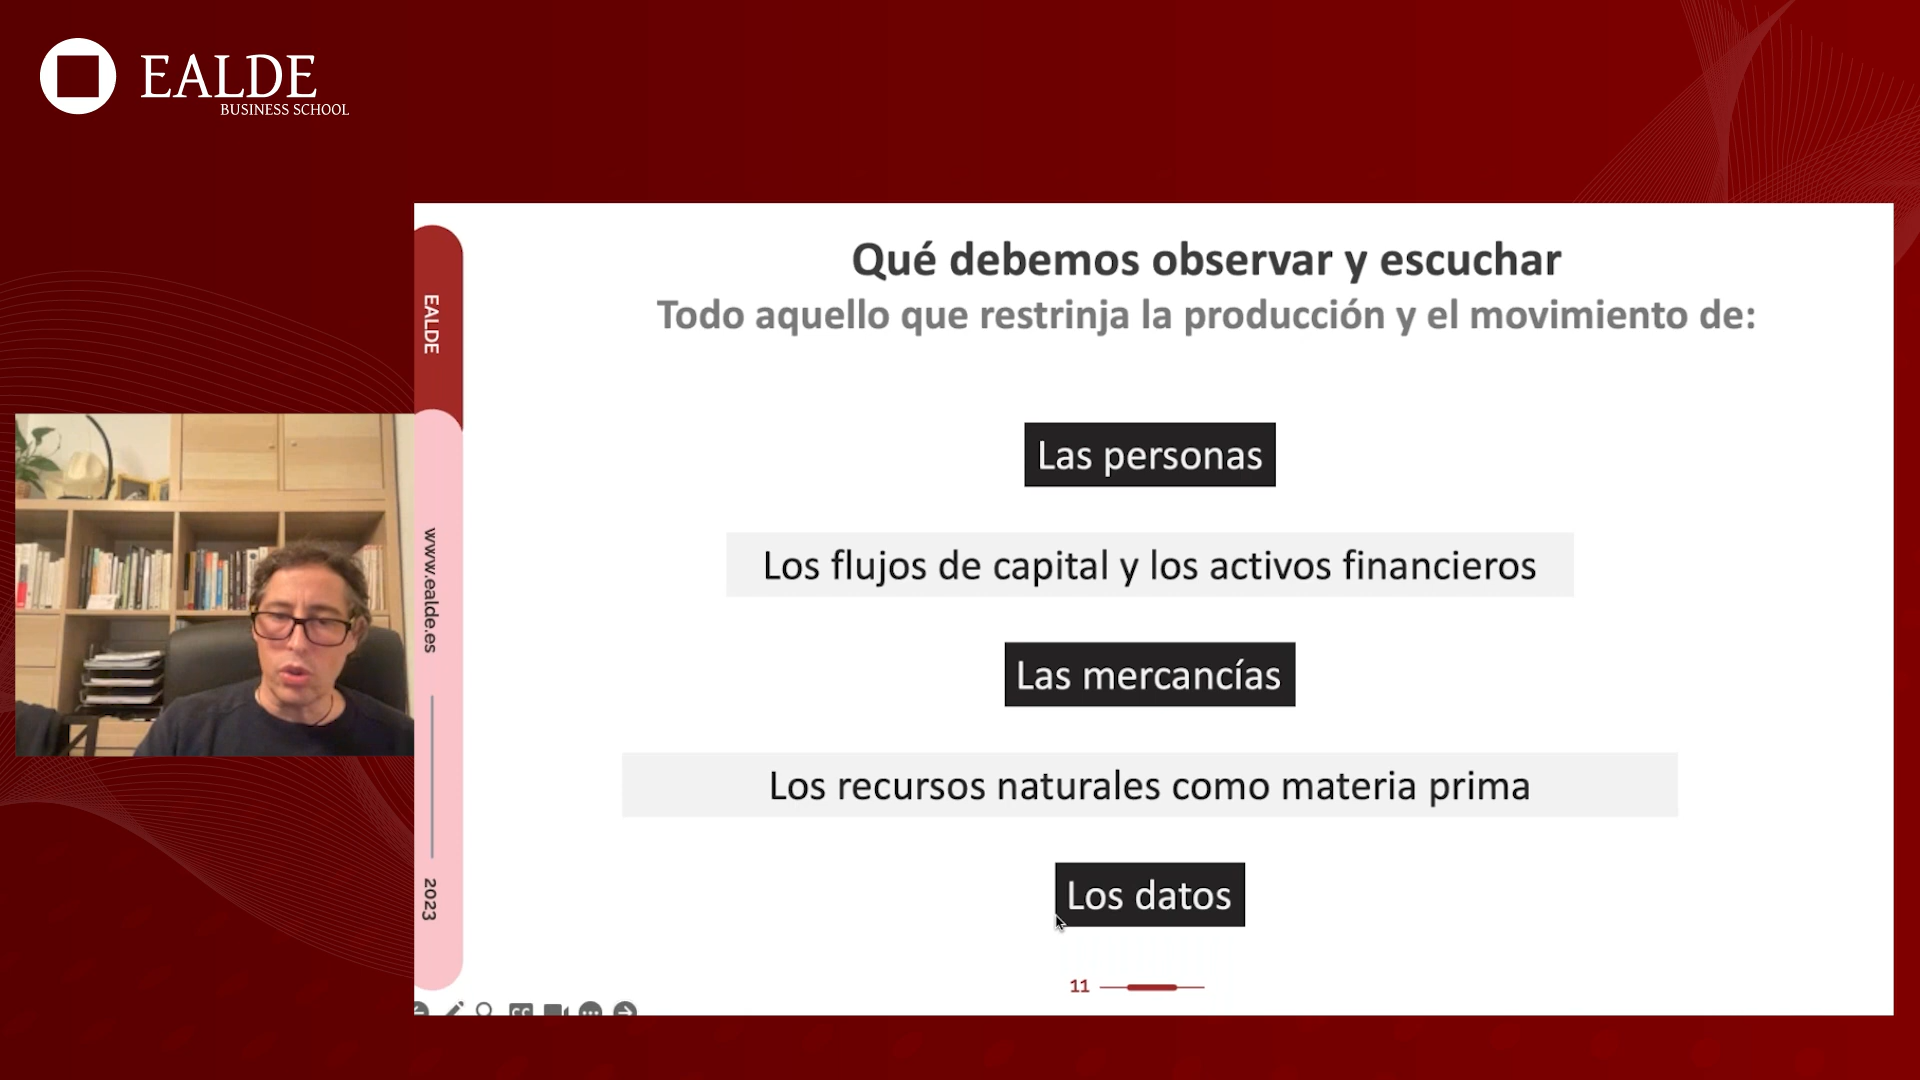 EALDE
BUSINESS SCHOOL
EALDE
www.ealde.es
2023
Qué debemos observar y escuchar
Todo aquello que restrinja la producción y el movimiento de:
Las personas
Los flujos de capital y los activos financieros
Las mercancías
Los recursos naturales como materia prima
Los datos
11